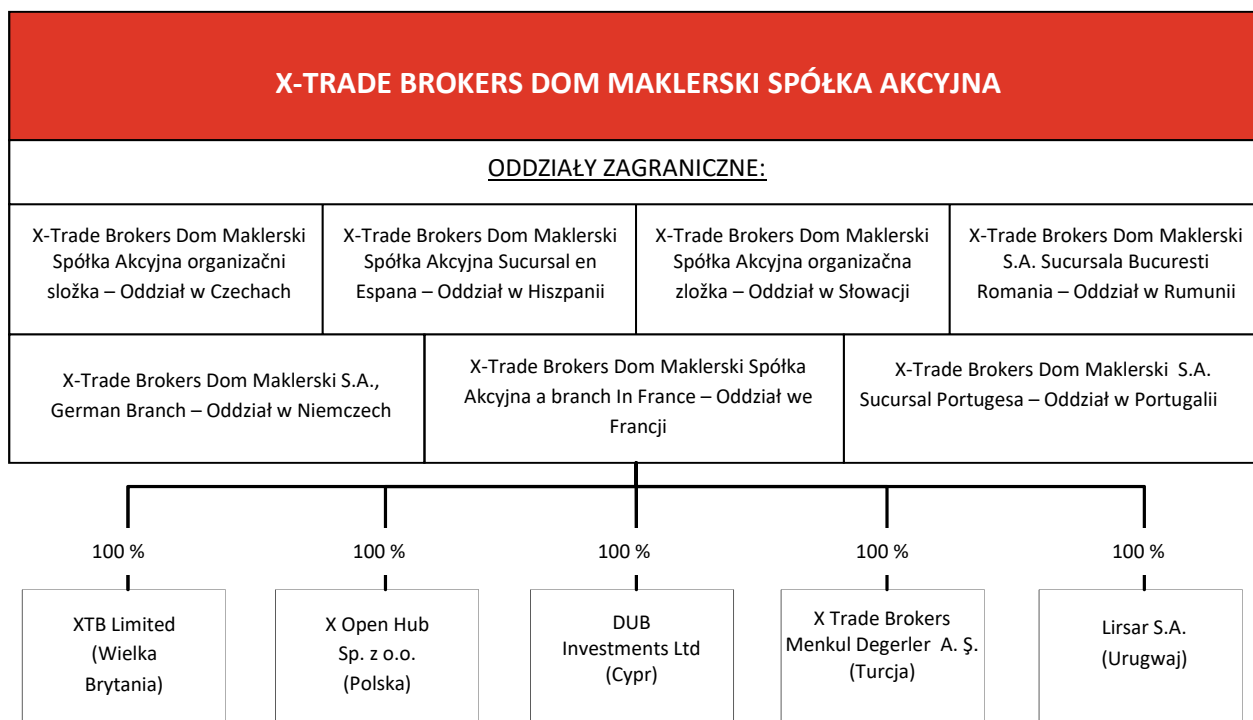 X-TRADE BROKERS DOM MAKLERSKI SPÓŁKA AKCYJNA
ODDZIAŁY ZAGRANICZNE:
X-Trade Brokers Dom Maklerski
Spółka Akcyjna organizačni
složka – Oddział w Czechach
X-Trade Brokers Dom Maklerski
Spółka Akcyjna Sucursal en
Espana – Oddział w Hiszpanii
X-Trade Brokers Dom Maklerski
Spółka Akcyjna organizačna
zložka – Oddział w Słowacji
X-Trade Brokers Dom Maklerski
S.A. Sucursala Bucuresti
Romania – Oddział w Rumunii
X-Trade Brokers Dom Maklerski S.A.,
German Branch – Oddział w Niemczech
X-Trade Brokers Dom Maklerski Spółka
Akcyjna a branch In France – Oddział we
Francji
X-Trade Brokers Dom Maklerski S.A.
Sucursal Portugesa – Oddział w Portugalii
100 %
100 %
100 %
100 %
100 %
XTB Limited
(Wielka
Brytania)
X Open Hub
Sp. z o.o.
(Polska)
DUB
Investments Ltd
(Cypr)
X Trade Brokers
Menkul Degerler A. Ş.
(Turcja)
Lirsar S.A.
(Urugwaj)